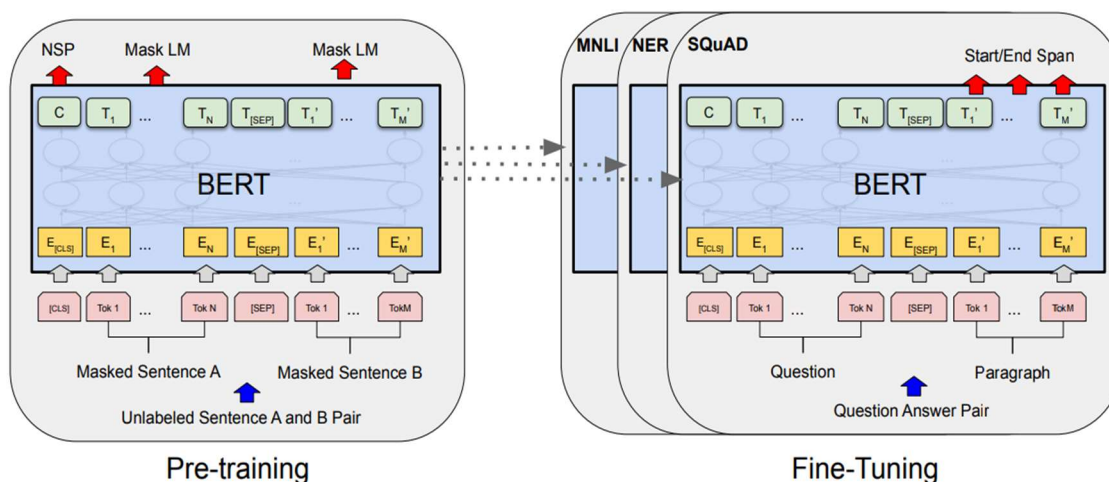 NSP Mask LM Mask LM
C T1 ... TN T[SEP] T1' ... TM'
BERT
E[CLS] E1 ... EN E[SEP] E1' ... EM'
[CLS] Tok 1 ... Tok N [SEP] Tok 1 ... TokM
Masked Sentence A Masked Sentence B
Unlabeled Sentence A and B Pair
Pre-training
MNLI NER SQuAD
Start/End Span
C T1 ... TN T[SEP] T1' ... TM'
BERT
E[CLS] E1 ... EN E[SEP] E1' ... EM'
[CLS] Tok 1 ... Tok N [SEP] Tok 1 ... TokM
Question Paragraph
Question Answer Pair
Fine-Tuning